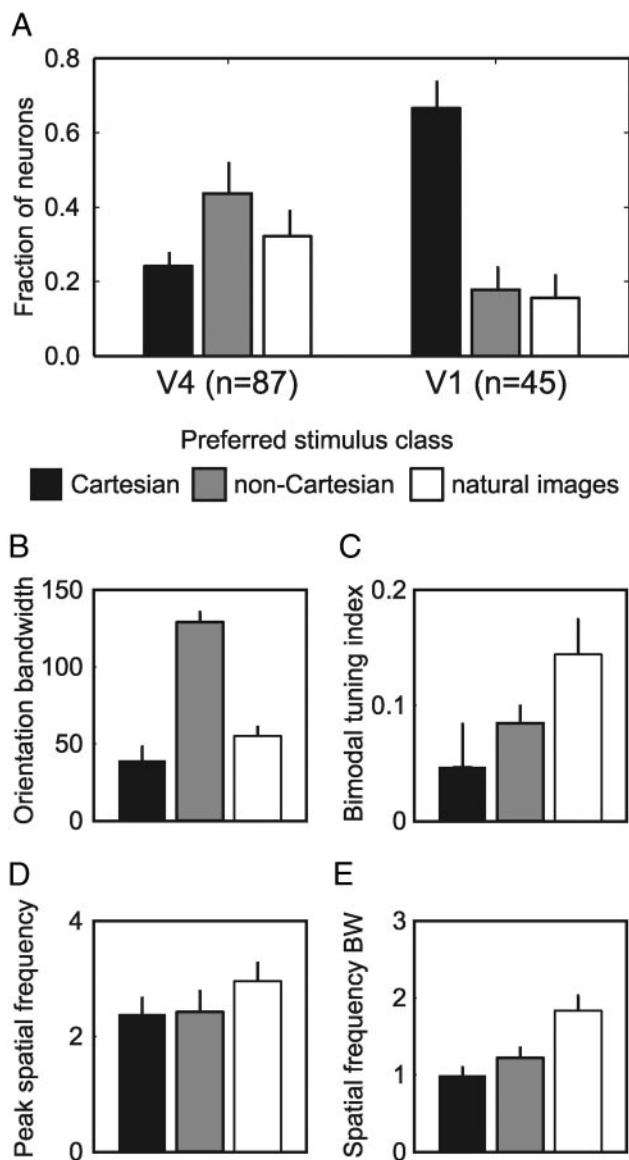 A
Fraction of neurons
0.8
0.6
0.4
0.2
0.0
V4 (n=87) V1 (n=45)
Preferred stimulus class
Cartesian non-Cartesian natural images
B
Orientation bandwidth
150
100
50
0
C
Bimodal tuning index
0.2
0.1
0
D
Peak spatial frequency
4
2
0
E
Spatial frequency BW
3
2
1
0